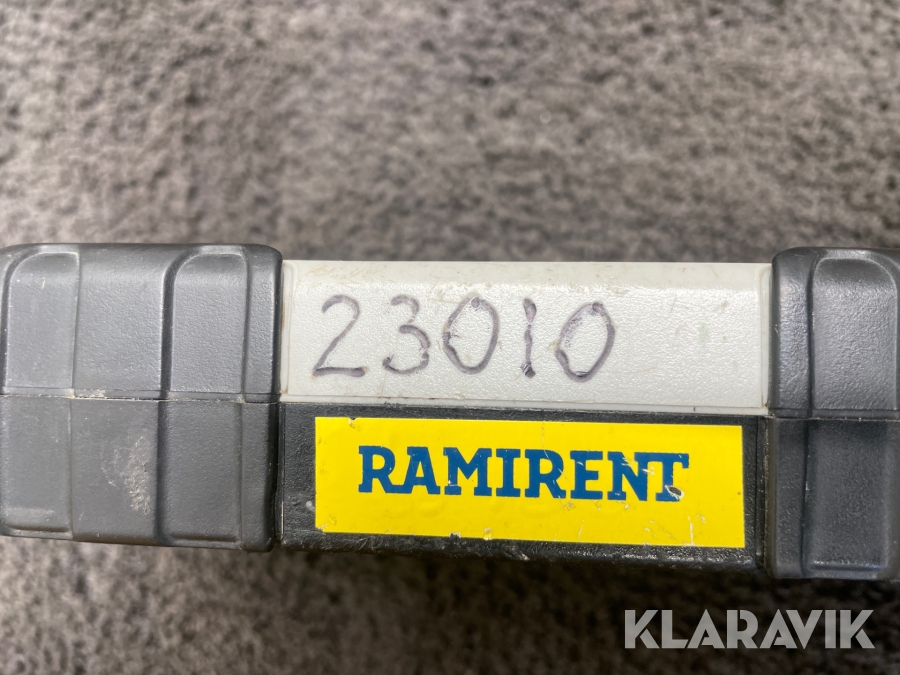 23010
RAMIRENT
KLARAVIK